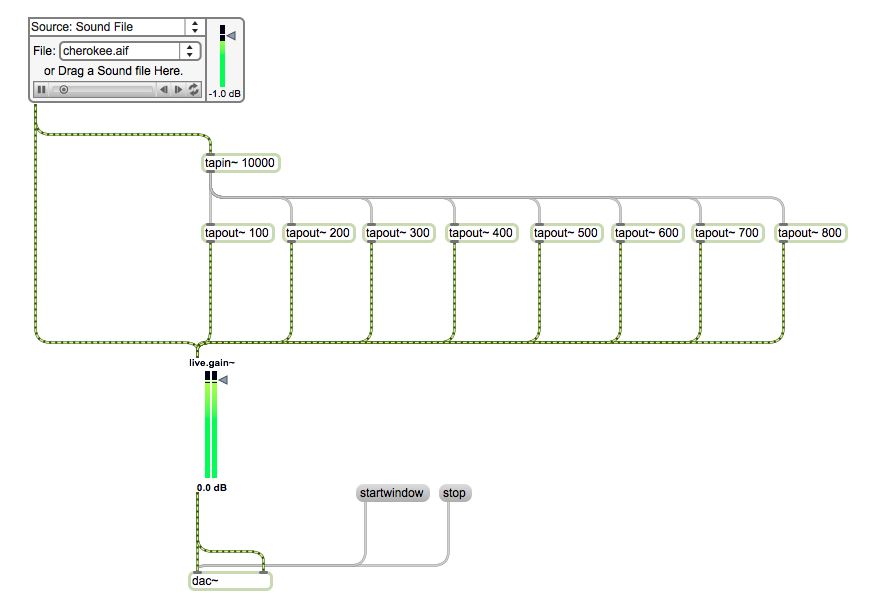 Source: Sound File
File: cherokee.aif
or Drag a Sound file Here.
-1.0 dB
tapin~ 10000
tapout~ 100
tapout~ 200
tapout~ 300
tapout~ 400
tapout~ 500
tapout~ 600
tapout~ 700
tapout~ 800
live.gain~
0.0 dB
startwindow
stop
dac~